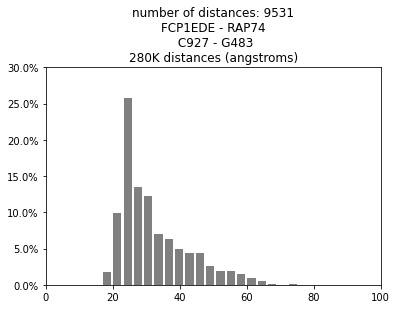 number of distances: 9531
FCP1EDE - RAP74
C927 - G483
280K distances (angstroms)
30.0%
25.0%
20.0%
15.0%
10.0%
5.0%
0.0%
0 20 40 60 80 100